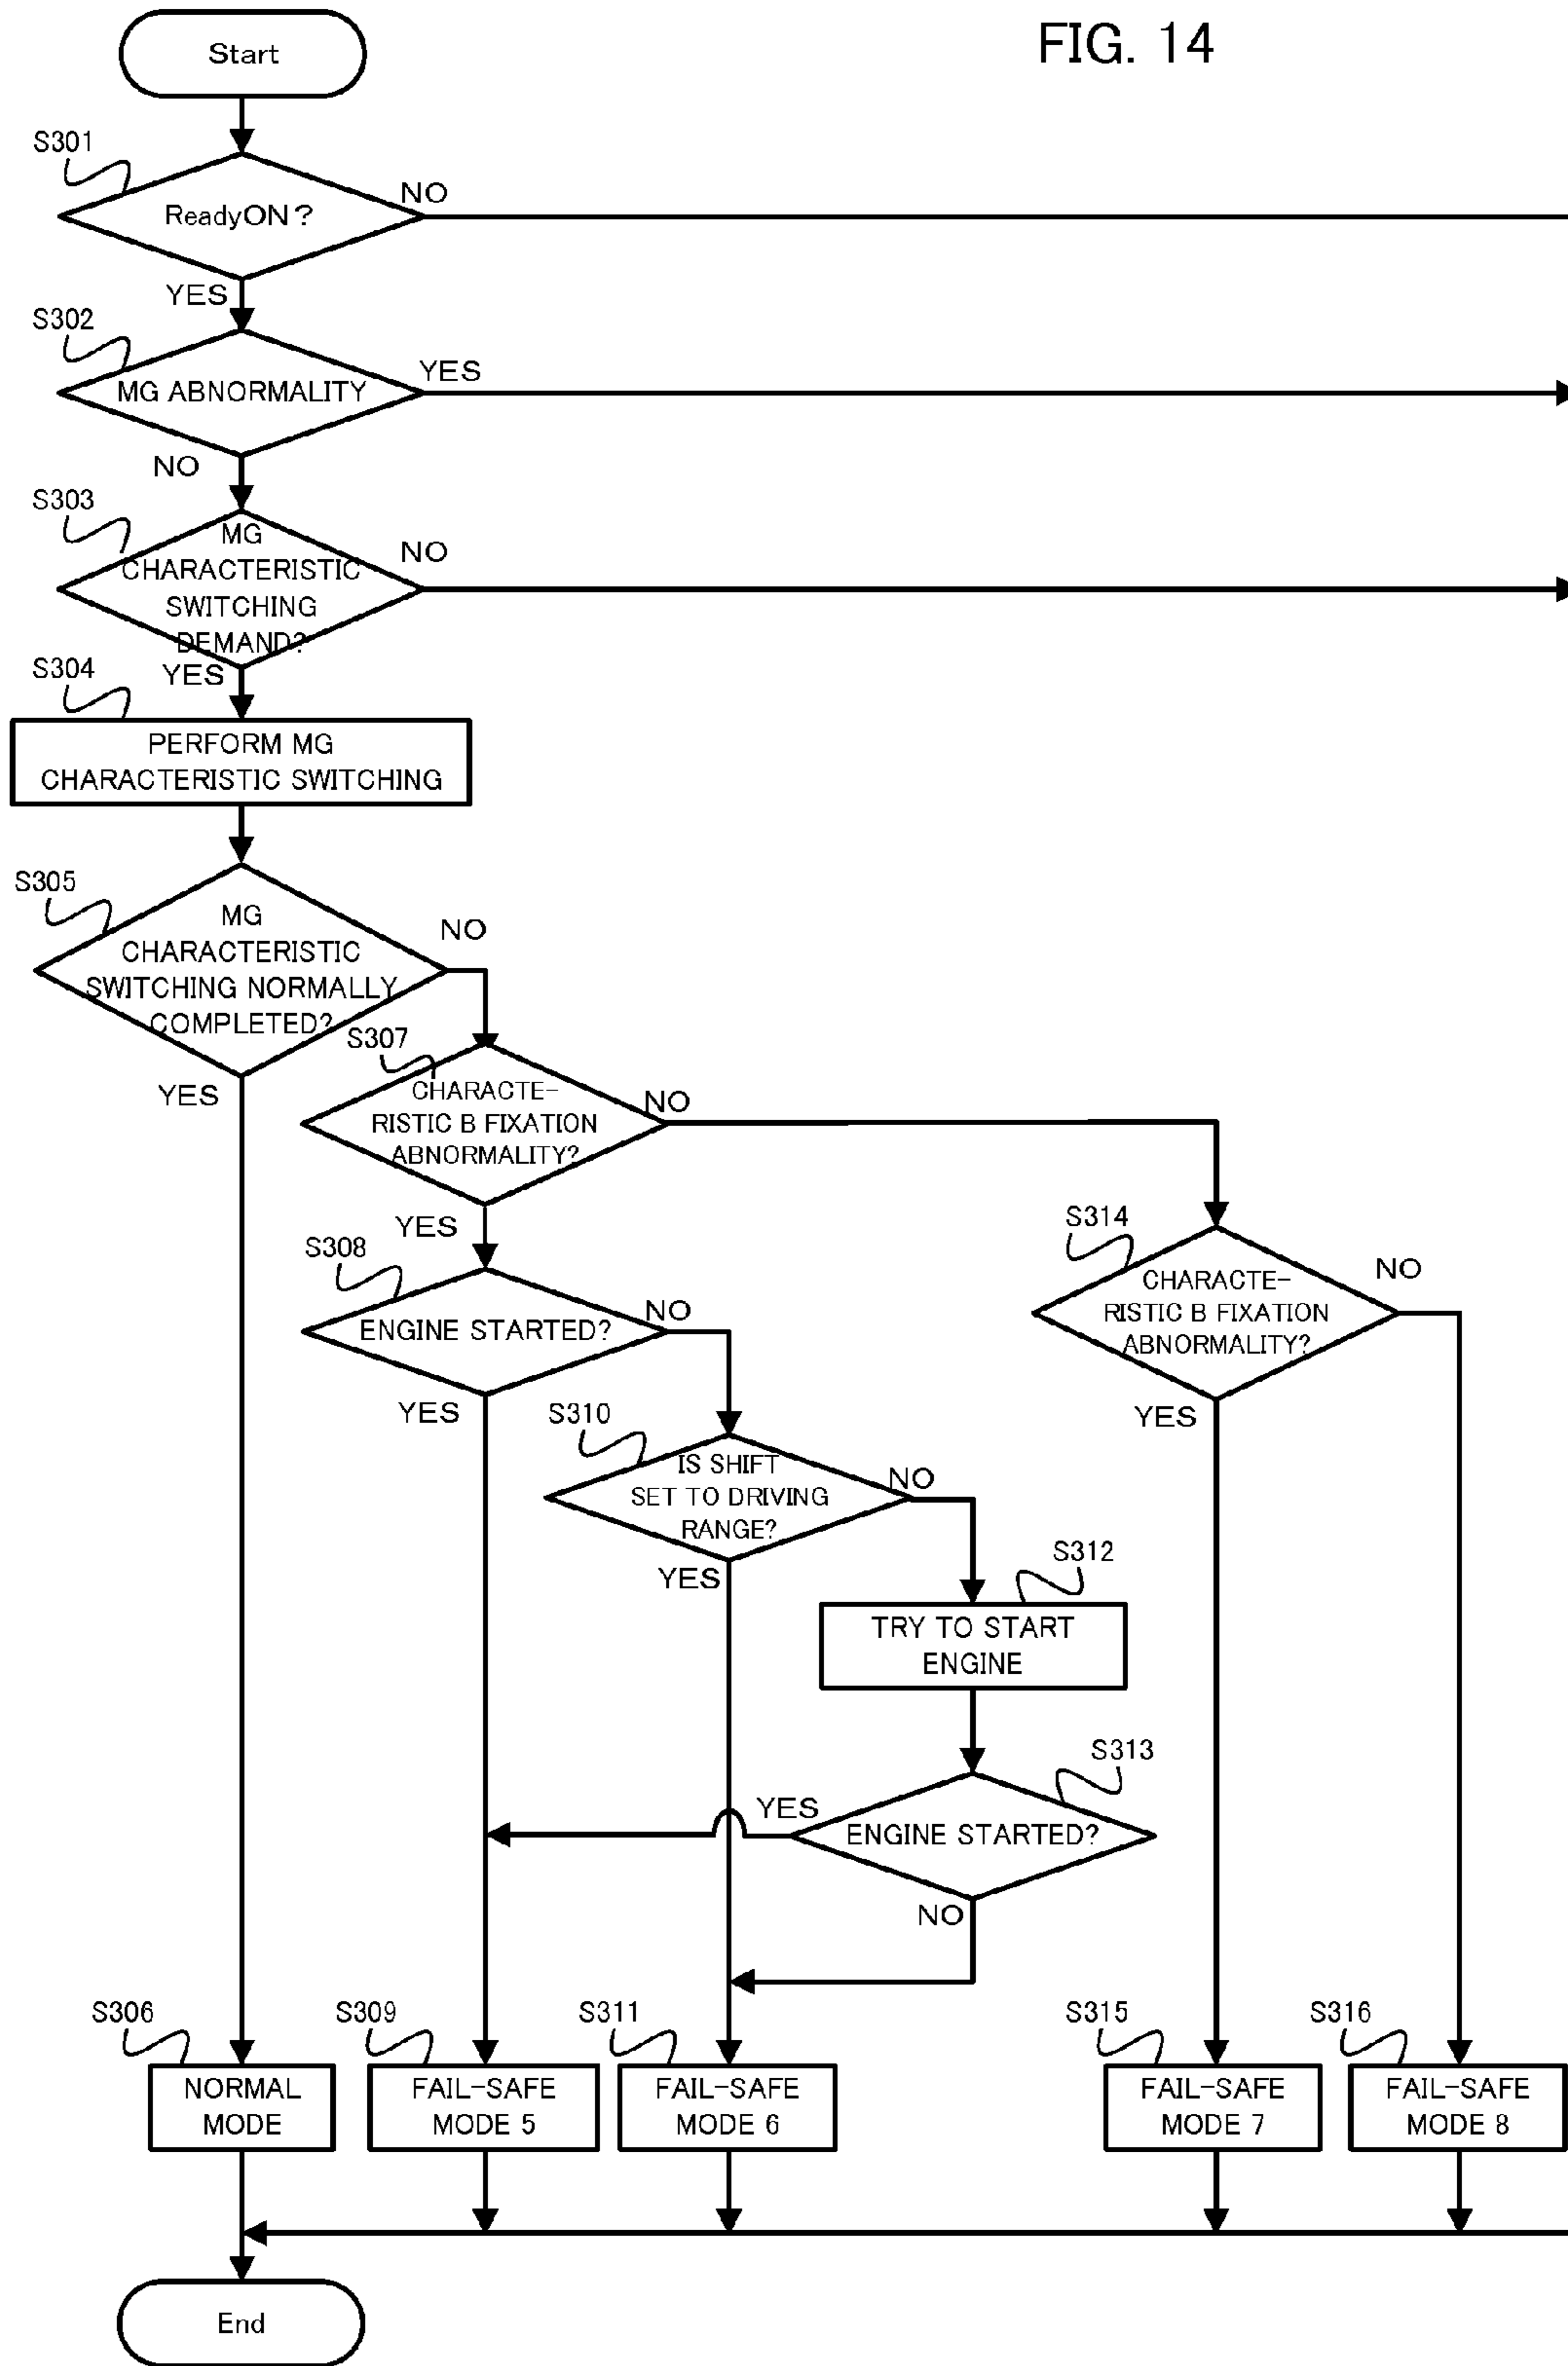 FIG. 14
Start
S301
ReadyON?
NO
YES
S302
MG ABNORMALITY
YES
NO
S303
MG
CHARACTERISTIC
SWITCHING
DEMAND?
NO
YES
S304
PERFORM MG
CHARACTERISTIC SWITCHING
S305
MG
CHARACTERISTIC
SWITCHING NORMALLY
COMPLETED?
NO
YES
S307
CHARACTE-
RISTIC B FIXATION
ABNORMALITY?
NO
YES
S308
ENGINE STARTED?
NO
YES
S314
CHARACTE-
RISTIC B FIXATION
ABNORMALITY?
NO
YES
S310
IS SHIFT
SET TO DRIVING
RANGE?
NO
YES
S312
TRY TO START
ENGINE
S313
ENGINE STARTED?
YES
NO
S306
NORMAL
MODE
S309
FAIL-SAFE
MODE 5
S311
FAIL-SAFE
MODE 6
S315
FAIL-SAFE
MODE 7
S316
FAIL-SAFE
MODE 8
End